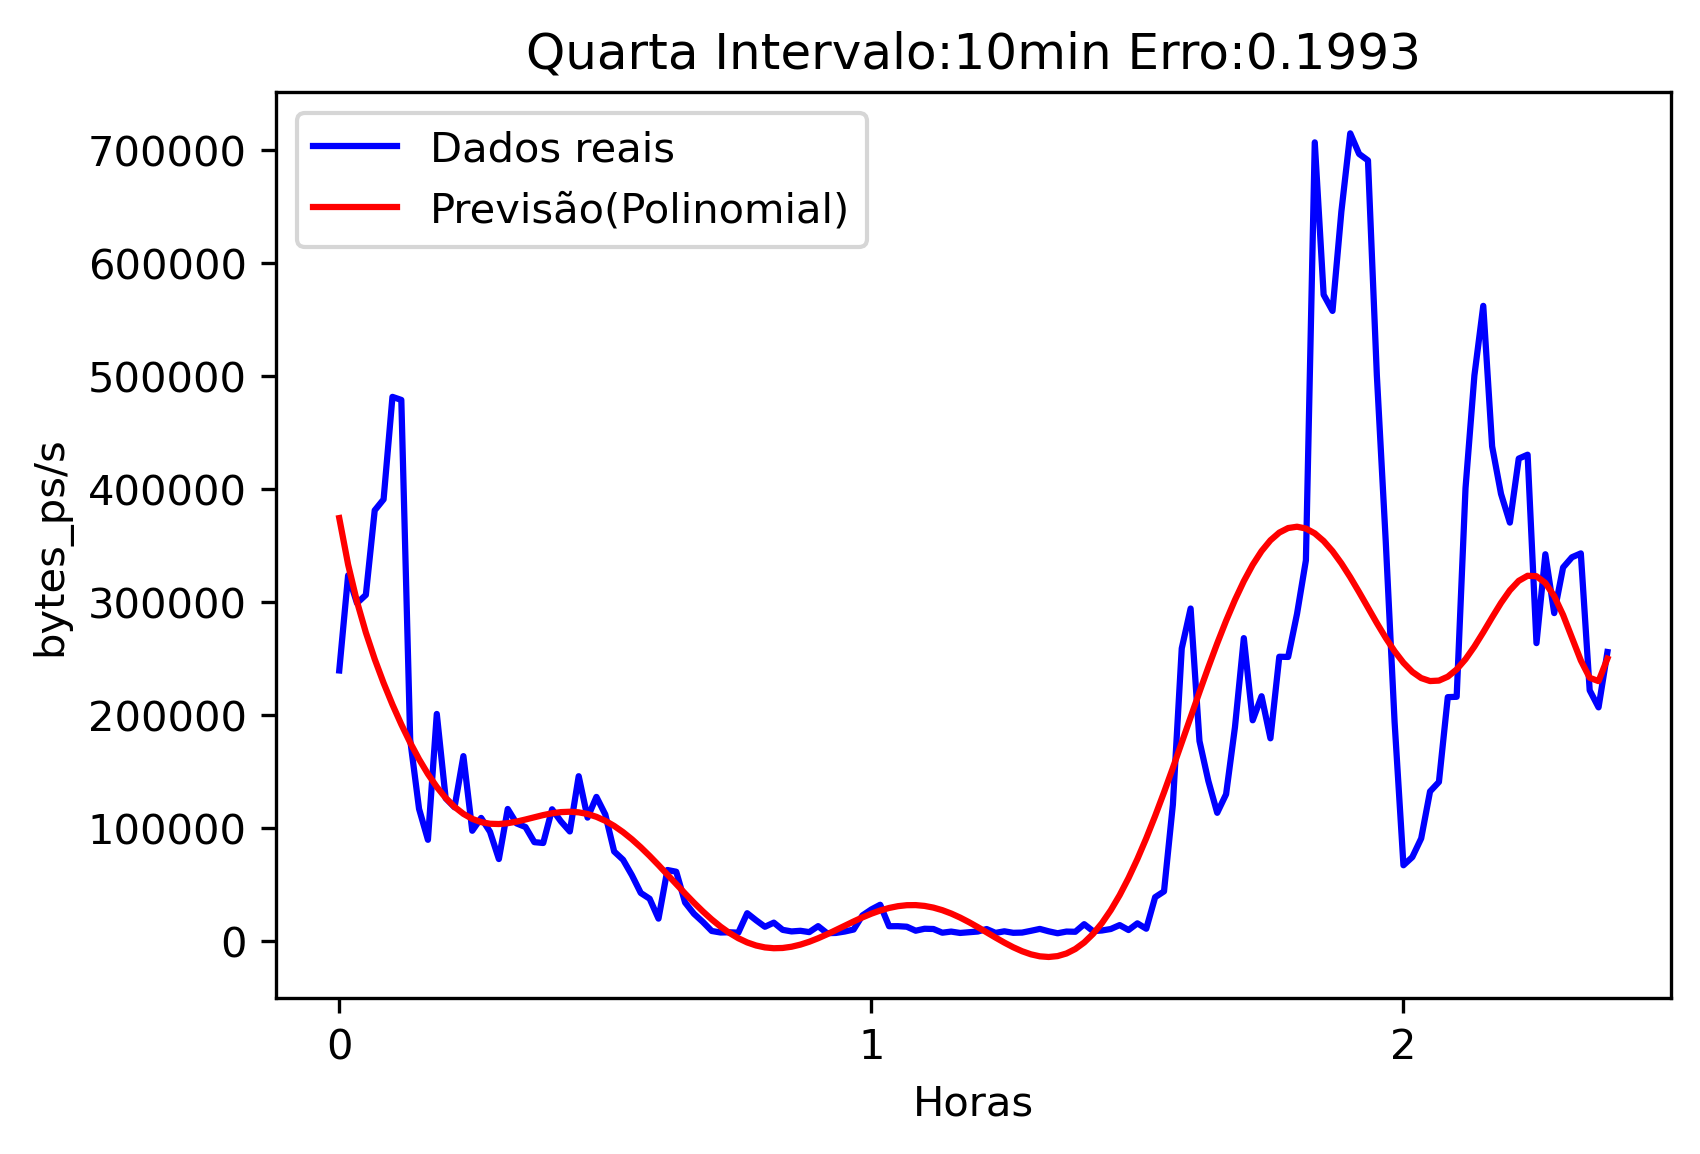 Quarta Intervalo:10min Erro:0.1993
Dados reais
Previsão(Polinomial)
700000
600000
500000
400000
300000
200000
100000
0
bytes_ps/s
0 1 2
Horas